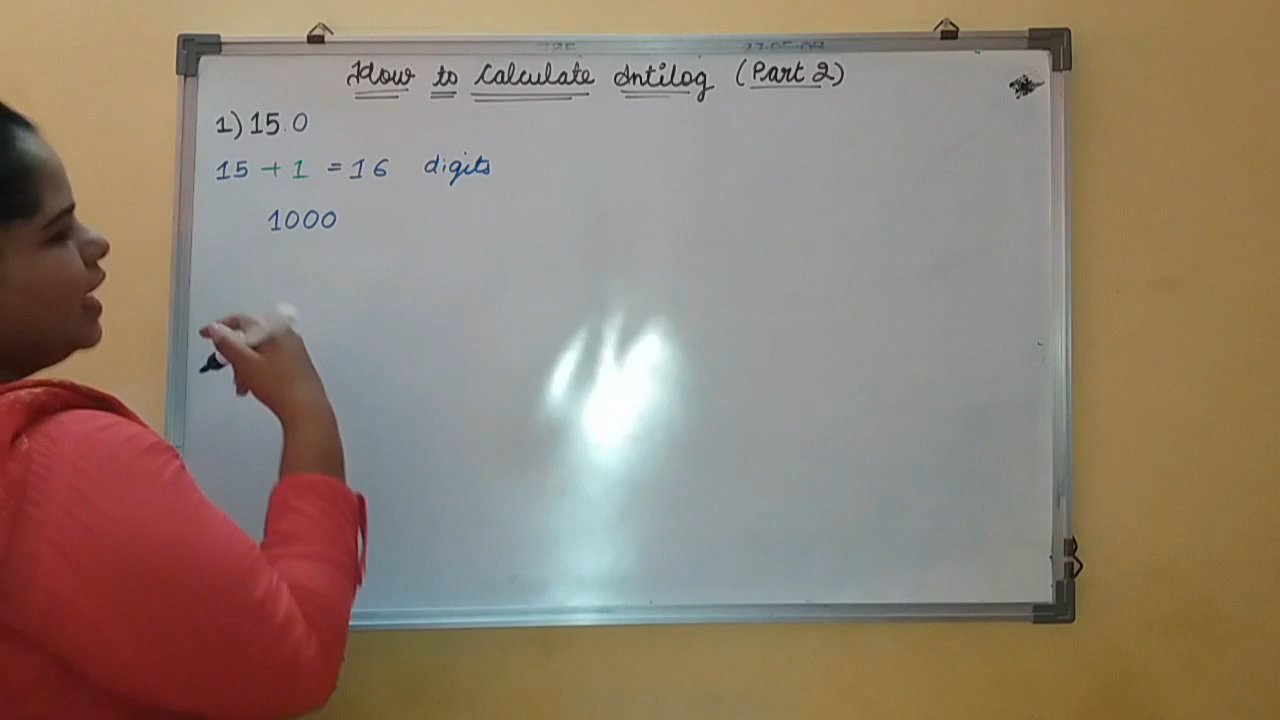 How to Calculate Antilog (Part 2)
1) 15.0
15 + 1 = 16 digits
1000